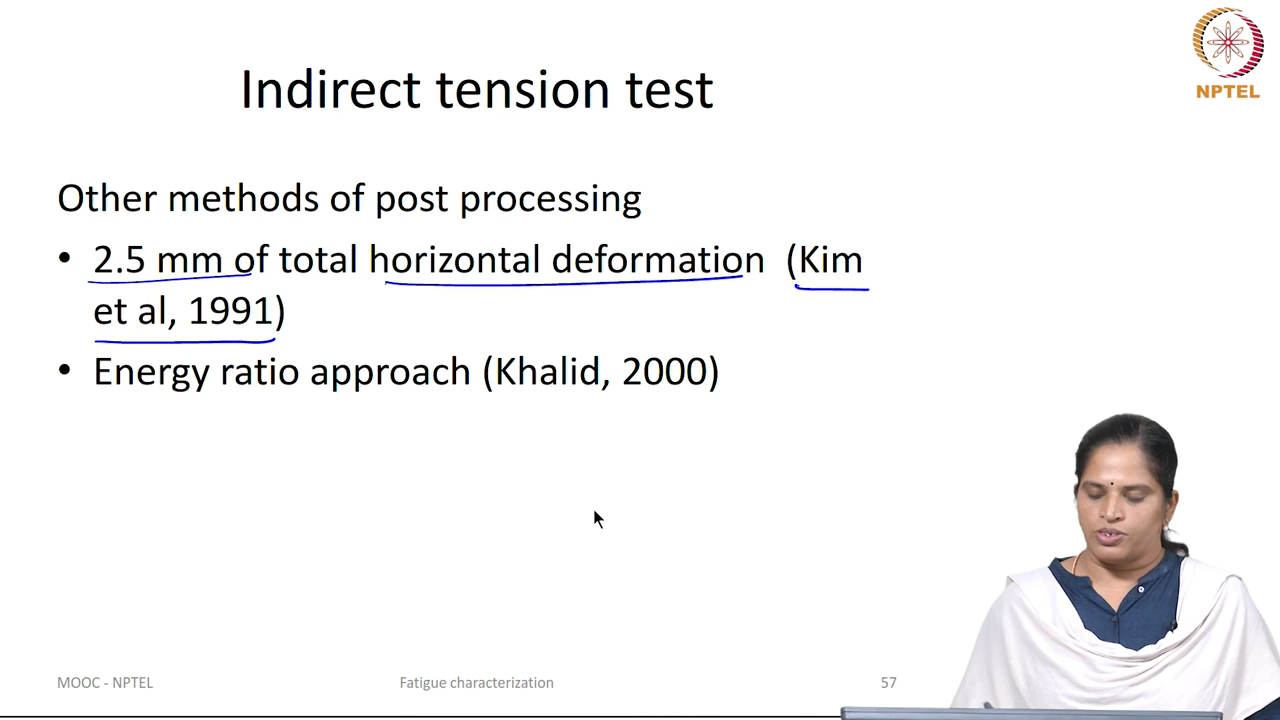 NPTEL
Indirect tension test
Other methods of post processing
• 2.5 mm of total horizontal deformation (Kim
et al, 1991)
• Energy ratio approach (Khalid, 2000)
MOOC - NPTEL
Fatigue characterization
57